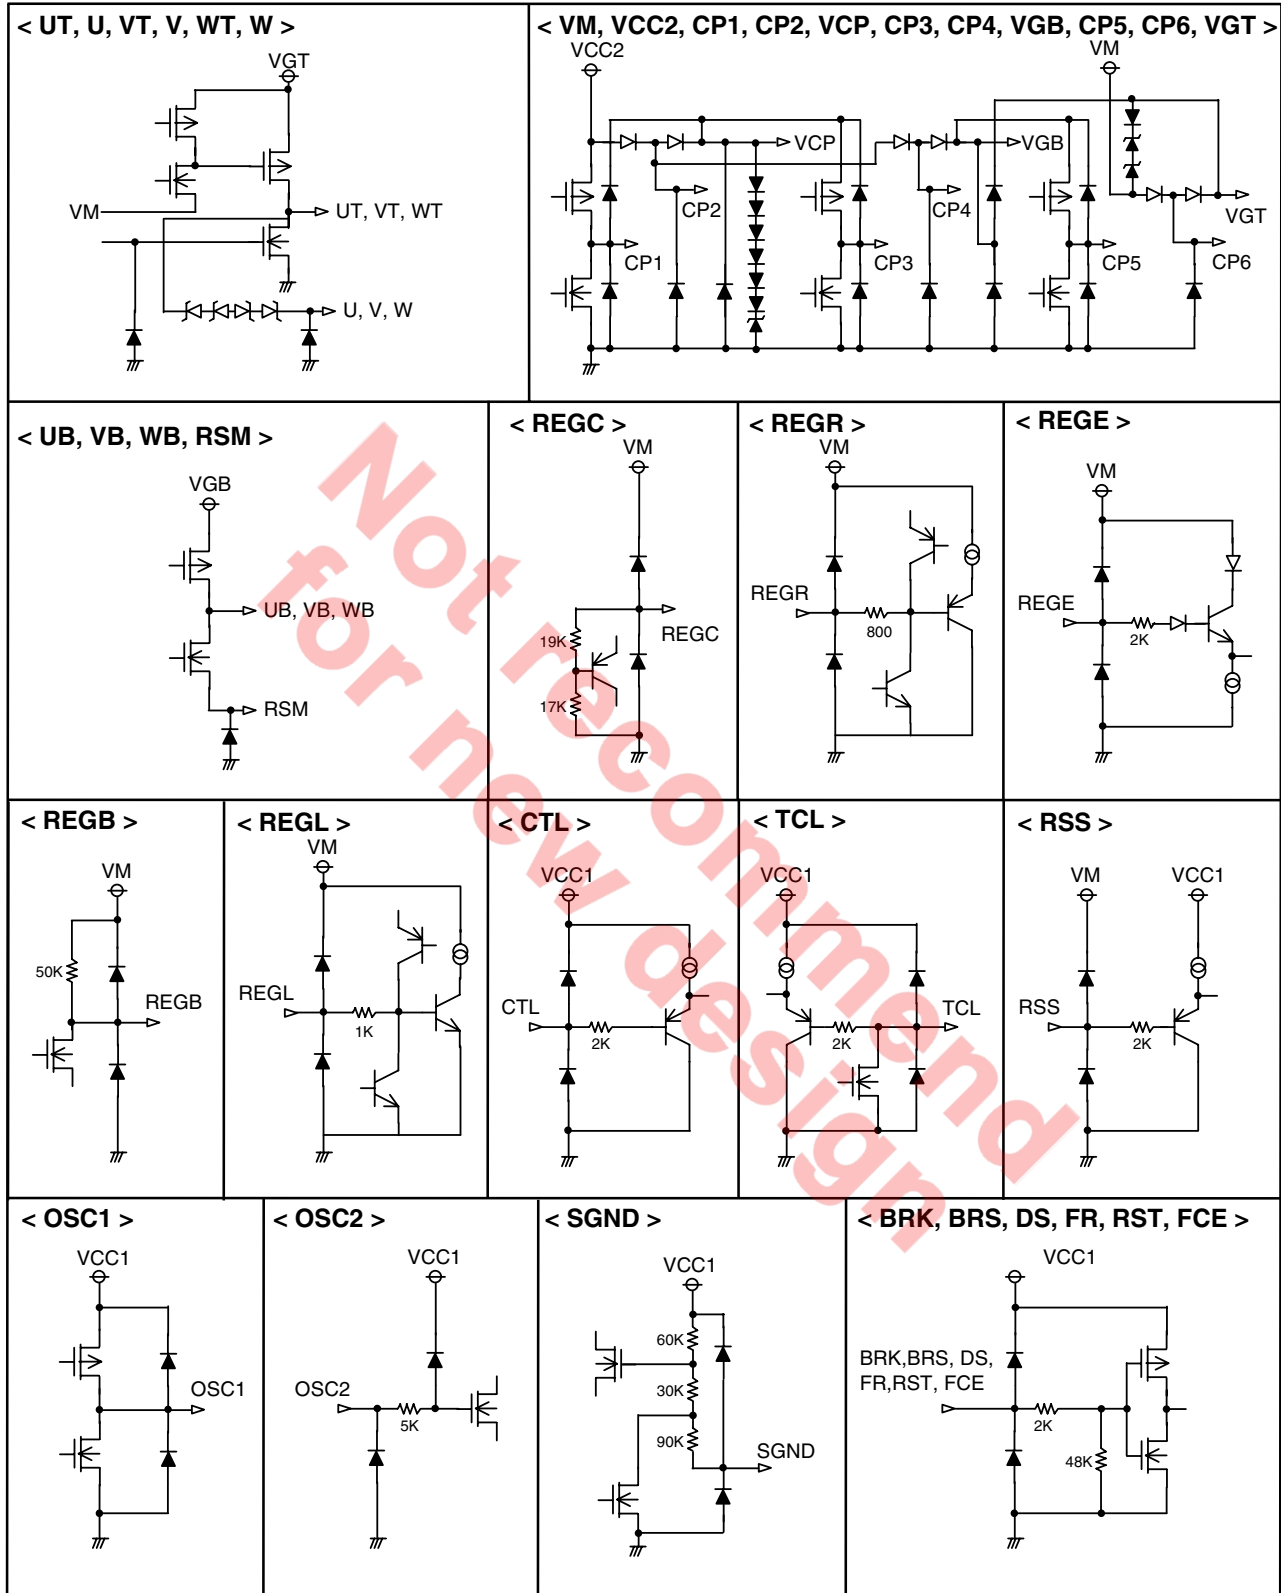 < UT, U, VT, V, WT, W >
VGT
VM
UT, VT, WT
U, V, W
< VM, VCC2, CP1, CP2, VCP, CP3, CP4, VGB, CP5, CP6, VGT >
VCC2
VM
VCP
VGB
CP2
CP4
VGT
CP1
CP3
CP5
CP6
< UB, VB, WB, RSM >
VGB
UB, VB, WB
RSM
< REGC >
VM
REGC
19K
17K
< REGR >
VM
REGR
800
< REGE >
VM
REGE
2K
< REGB >
VM
50K
REGB
< REGL >
VM
REGL
1K
< CTL >
VCC1
CTL
2K
< TCL >
VCC1
TCL
2K
< RSS >
VM
VCC1
RSS
2K
< OSC1 >
VCC1
OSC1
< OSC2 >
VCC1
OSC2
5K
< SGND >
VCC1
60K
30K
90K
SGND
< BRK, BRS, DS, FR, RST, FCE >
VCC1
BRK,BRS, DS,
FR,RST, FCE
2K
48K
Not recommend
for new design